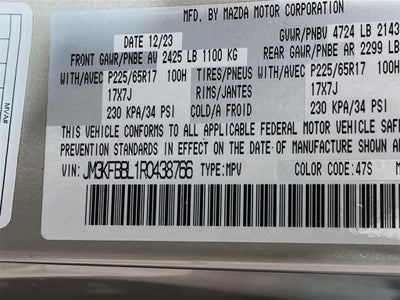 MFD. BY MAZDA MOTOR CORPORATION
DATE 12/23
GVWR/PNBV 4724 LB 2143
FRONT GAWR/PNBE AV 2425 LB 1100 KG
REAR GAWR/PNBE AR 2299 LB
WITH/AVEC P225/65R17 100H TIRES/PNEUS P225/65R17 100H
17X7J RIMS/JANTES 17X7J
230 KPA/34 PSI COLD/A FROID 230 KPA/34 PSI
THIS VEHICLE CONFORMS TO ALL APPLICABLE FEDERAL MOTOR VEHICLE SAFE
PREVENTION STANDARDS IN EFFECT ON THE DATE OF MANUFACTURE SHOWN A
VIN: JM3KFBBL1R0438766 TYPE:MPV COLOR CODE:47S
MVA#